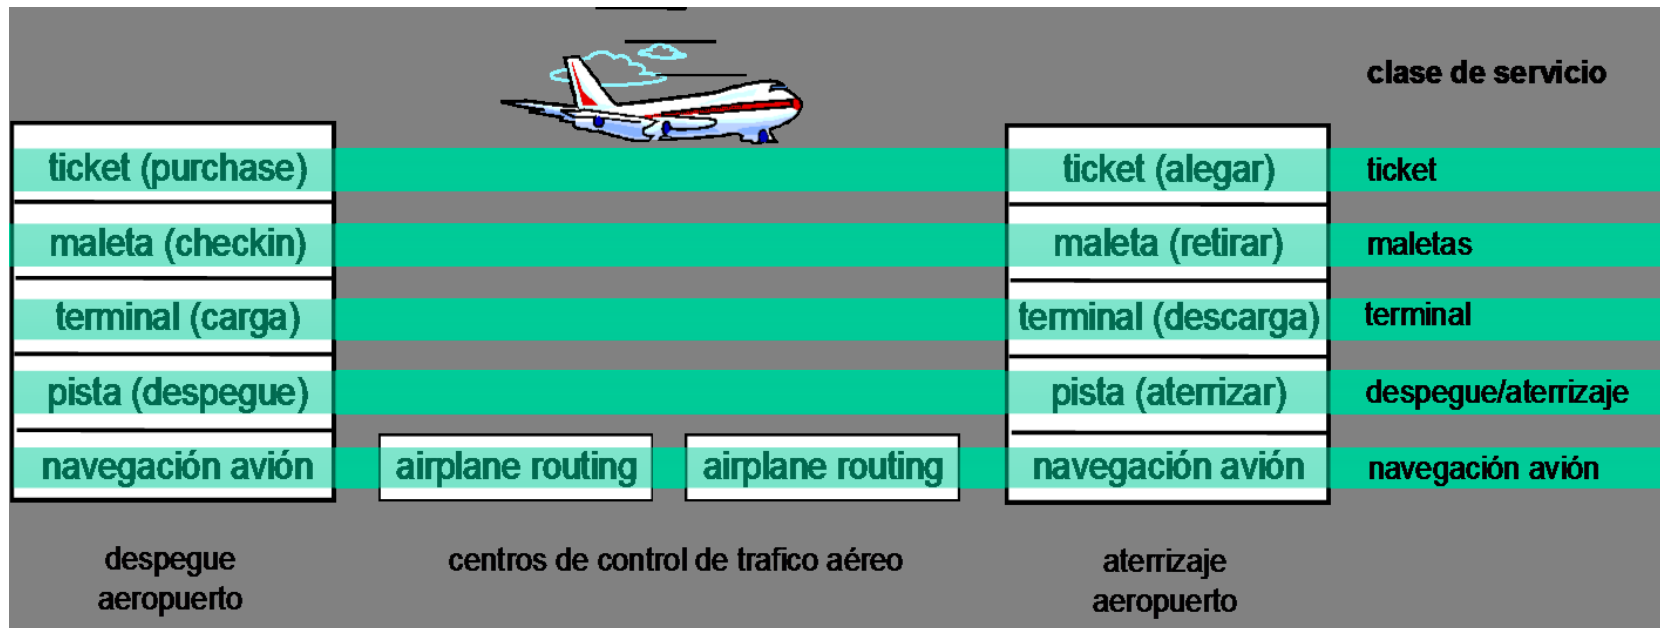 clase de servicio
ticket (purchase)
ticket (alegar)
ticket
maleta (checkin)
maleta (retirar)
maletas
terminal (carga)
terminal (descarga)
terminal
pista (despegue)
pista (aterrizar)
despegue/aterrizaje
navegación avión
airplane routing
airplane routing
navegación avión
navegación avión
despegue
aeropuerto
centros de control de trafico aéreo
aterrizaje
aeropuerto